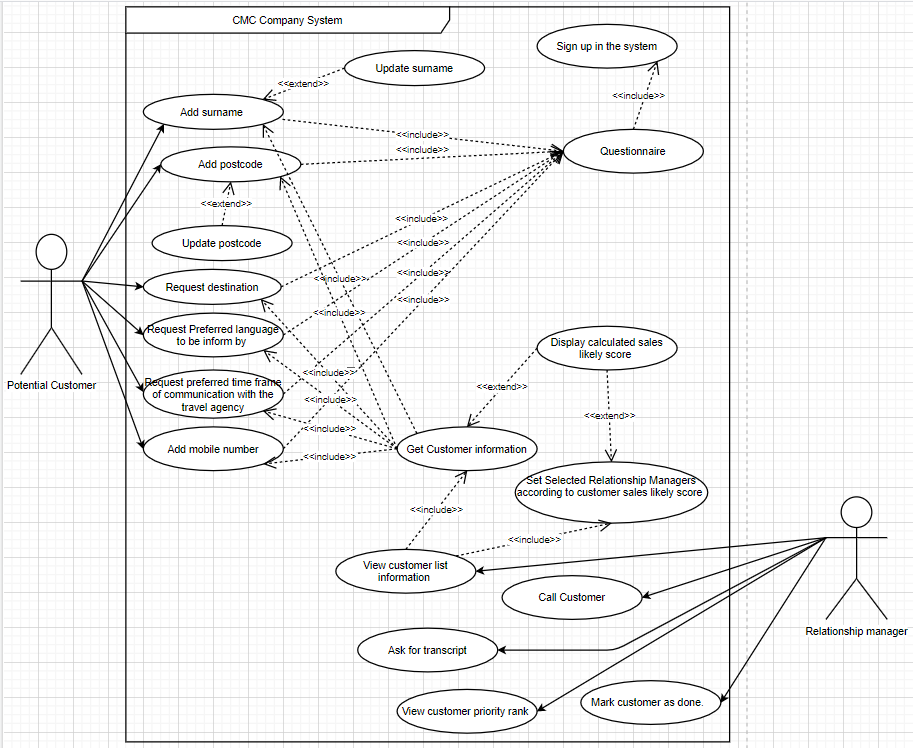 CMC Company System
Sign up in the system
Update surname
<<extend>>
<<include>>
Add surname
<<include>>
<<include>>
Questionnaire
Add postcode
<<extend>>
<<include>>
Update postcode
<<include>>
<<include>>
<<include>>
Request destination
<<include>>
<<include>>
Request Preferred language
to be inform by
Display calculated sales
likely score
Potential Customer
<<include>>
Request preferred time frame
of communication with the
travel agency
<<extend>>
<<include>>
<<extend>>
<<include>>
Add mobile number
<<include>>
Get Customer information
Set Selected Relationship Managers
according to customer sales likely score
<<include>>
<<include>>
View customer list
information
Call Customer
Relationship manager
Ask for transcript
View customer priority rank
Mark customer as done.